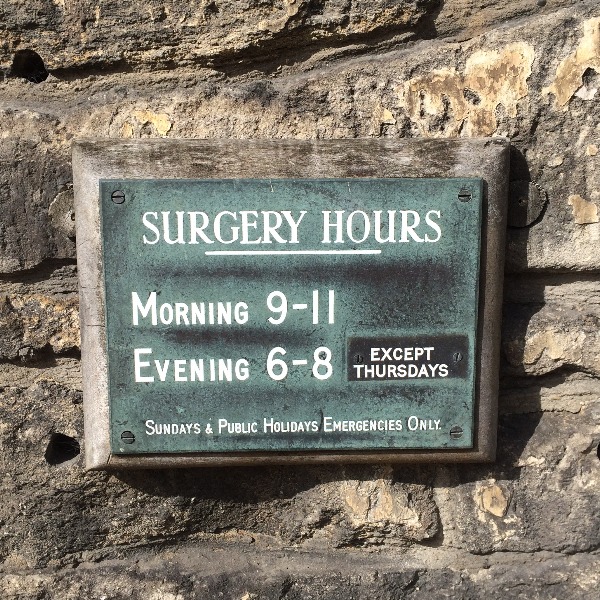 SURGERY HOURS
MORNING 9-11
EVENING 6-8
EXCEPT
THURSDAYS
SUNDAYS & PUBLIC HOLIDAYS EMERGENCIES ONLY.